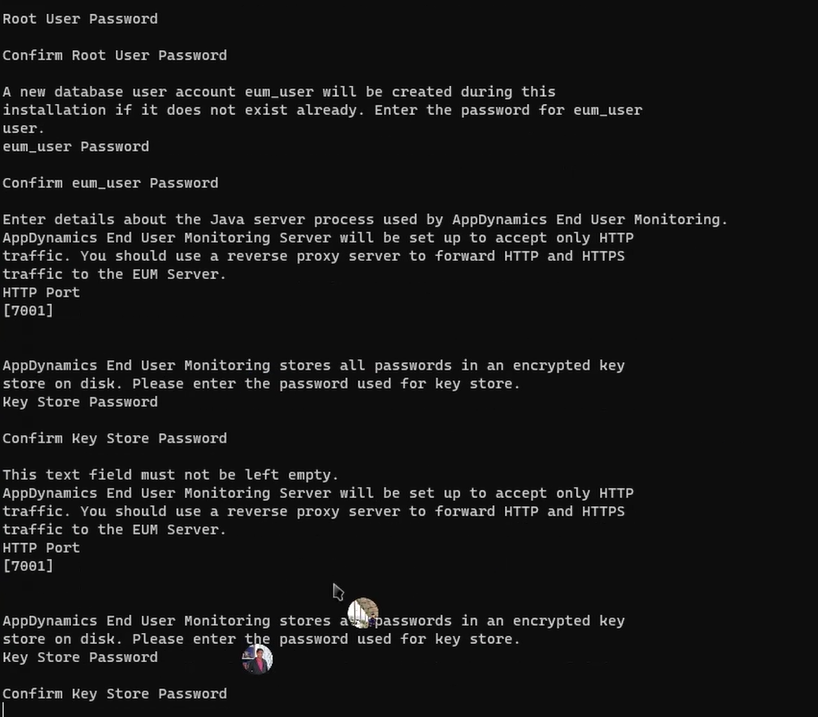 Root User Password
Confirm Root User Password
A new database user account eum_user will be created during this
installation if it does not exist already. Enter the password for eum_user
user.
eum_user Password
Confirm eum_user Password
Enter details about the Java server process used by AppDynamics End User Monitoring.
AppDynamics End User Monitoring Server will be set up to accept only HTTP
traffic. You should use a reverse proxy server to forward HTTP and HTTPS
traffic to the EUM Server.
HTTP Port
[7001]
AppDynamics End User Monitoring stores all passwords in an encrypted key
store on disk. Please enter the password used for key store.
Key Store Password
Confirm Key Store Password
This text field must not be left empty.
AppDynamics End User Monitoring Server will be set up to accept only HTTP
traffic. You should use a reverse proxy server to forward HTTP and HTTPS
traffic to the EUM Server.
HTTP Port
[7001]
AppDynamics End User Monitoring stores all passwords in an encrypted key
store on disk. Please enter the password used for key store.
Key Store Password
Confirm Key Store Password